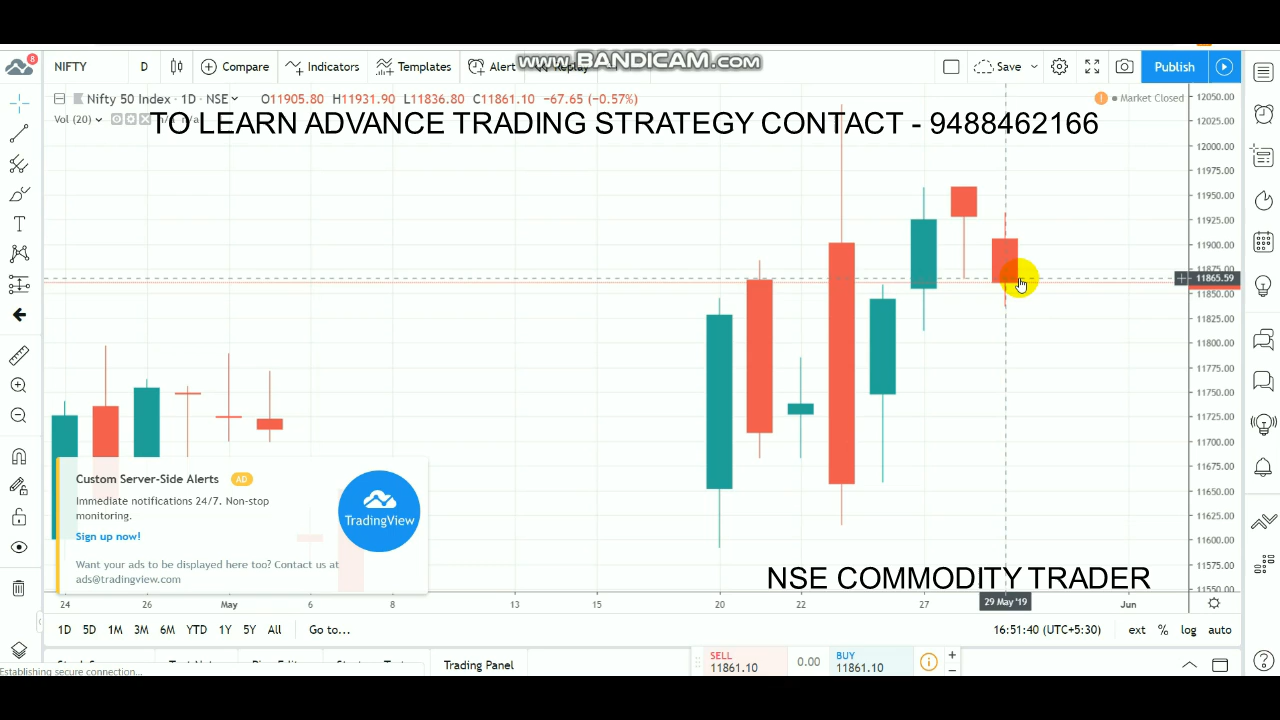 www.BANDICAM.com
8 NIFTY D Compare Indicators Templates Alert Replay Save Publish
Nifty 50 Index · 1D · NSE O11905.80 H11931.90 L11836.80 C11861.10 −67.65 (−0.57%)
Market Closed
Vol (20) n/a n/a
TO LEARN ADVANCE TRADING STRATEGY CONTACT - 9488462166
12050.00
12025.00
12000.00
11975.00
11950.00
11925.00
11900.00
11875.00
11865.59
11850.00
11825.00
11800.00
11775.00
11750.00
11725.00
11700.00
11675.00
11650.00
11625.00
11600.00
11575.00
11550.00
Custom Server-Side Alerts AD
Immediate notifications 24/7. Non-stop
monitoring.
Sign up now!
Want your ads to be displayed here too? Contact us at
ads@tradingview.com
TradingView
NSE COMMODITY TRADER
24 26 May 6 8 13 15 20 22 27 29 May '19 Jun
1D 5D 1M 3M 6M YTD 1Y 5Y All Go to... 16:51:40 (UTC+5:30) ext % log auto
Trading Panel
SELL
11861.10
0.00
BUY
11861.10
Establishing secure connection...